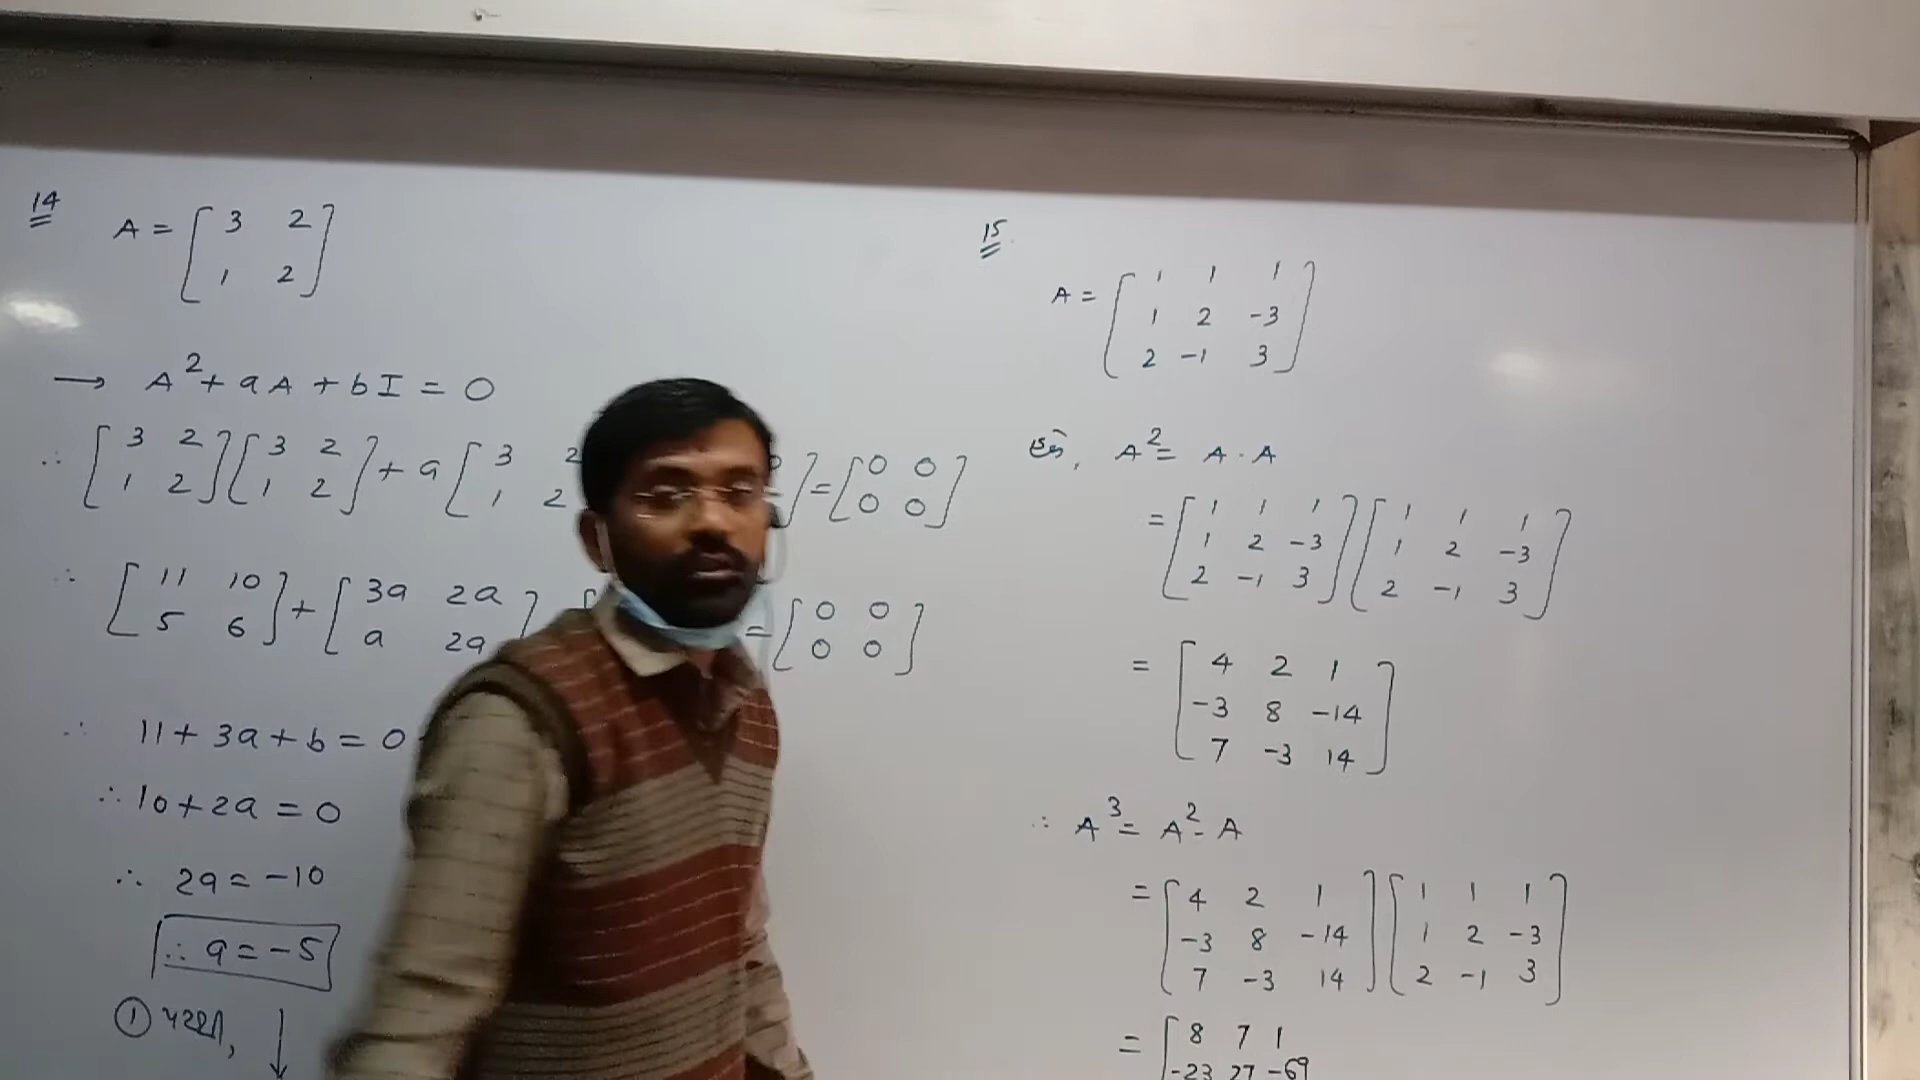 14
A = [ 3 2
1 2 ]
→ A² + aA + bI = 0
∴ [ 3 2 ] [ 3 2 ] + a [ 3 2 ] = [ 0 0 ]
[ 1 2 ] [ 1 2 ] [ 1 2 ] [ 0 0 ]
∴ [ 11 10 ] + [ 3a 2a ] = [ 0 0 ]
[ 5 6 ] [ a 2a ] [ 0 0 ]
∴ 11 + 3a + b = 0
∴ 10 + 2a = 0
∴ 2a = -10
∴ a = -5
① પરથી,
15
A = [ 1 1 1
1 2 -3
2 -1 3 ]
હવે, A² = A · A
= [ 1 1 1 ] [ 1 1 1 ]
[ 1 2 -3 ] [ 1 2 -3 ]
[ 2 -1 3 ] [ 2 -1 3 ]
= [ 4 2 1
-3 8 -14
7 -3 14 ]
∴ A³ = A² · A
= [ 4 2 1 ] [ 1 1 1 ]
[ -3 8 -14 ] [ 1 2 -3 ]
[ 7 -3 14 ] [ 2 -1 3 ]
= [ 8 7 1
-23 27 -69